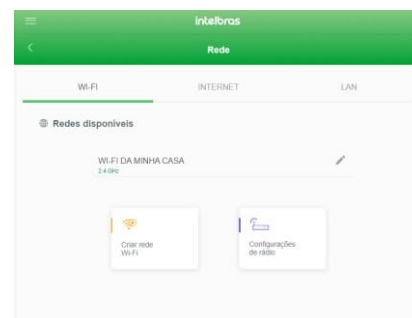 intelbras
Rede
WI-FI
INTERNET
LAN
Redes disponíveis
WI-FI DA MINHA CASA
2.4 GHz
Criar rede
Wi-Fi
Configurações
de rádio